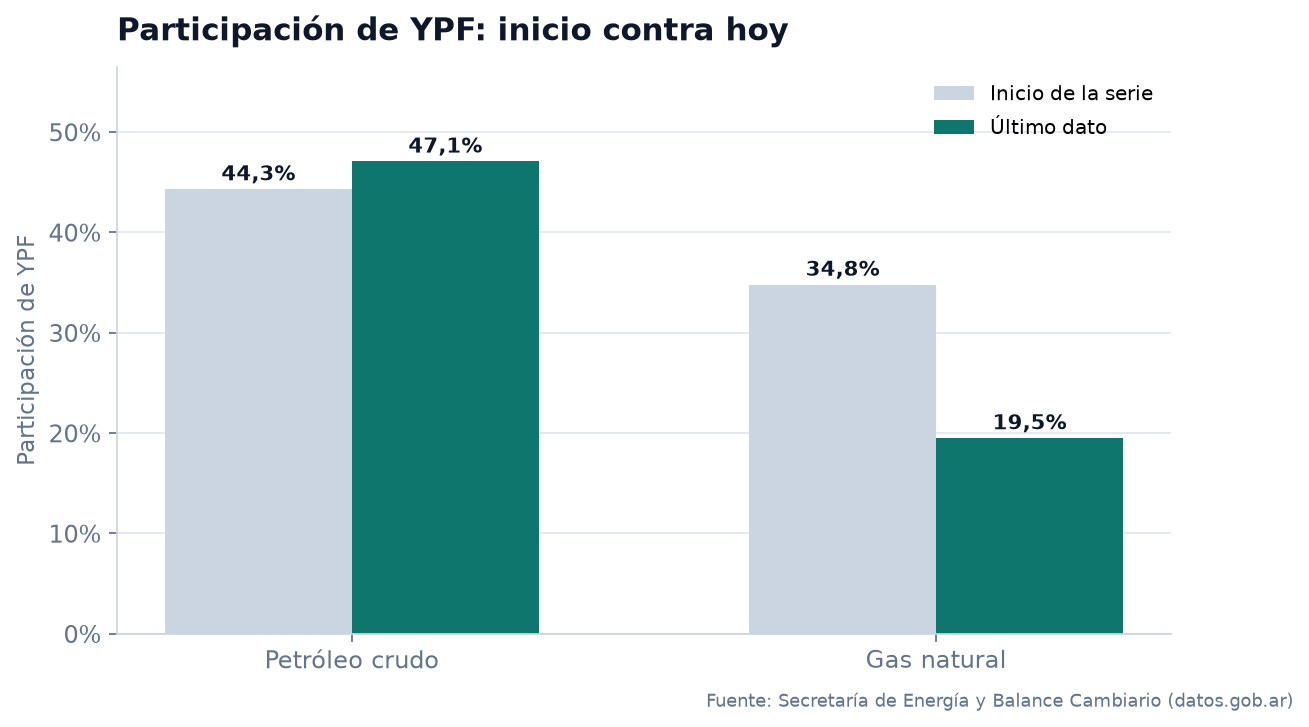 Participación de YPF: inicio contra hoy
Inicio de la serie
Último dato
Participación de YPF
50%
40%
30%
20%
10%
0%
44,3%
47,1%
34,8%
19,5%
Petróleo crudo
Gas natural
Fuente: Secretaría de Energía y Balance Cambiario (datos.gob.ar)